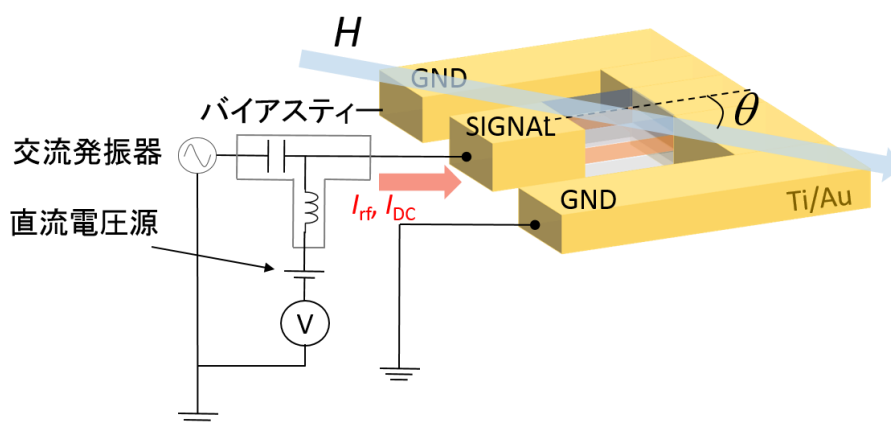 H
GND
バイアスティー
SIGNAL
θ
交流発振器
GND
Ti/Au
I_rf, I_DC
直流電圧源
V